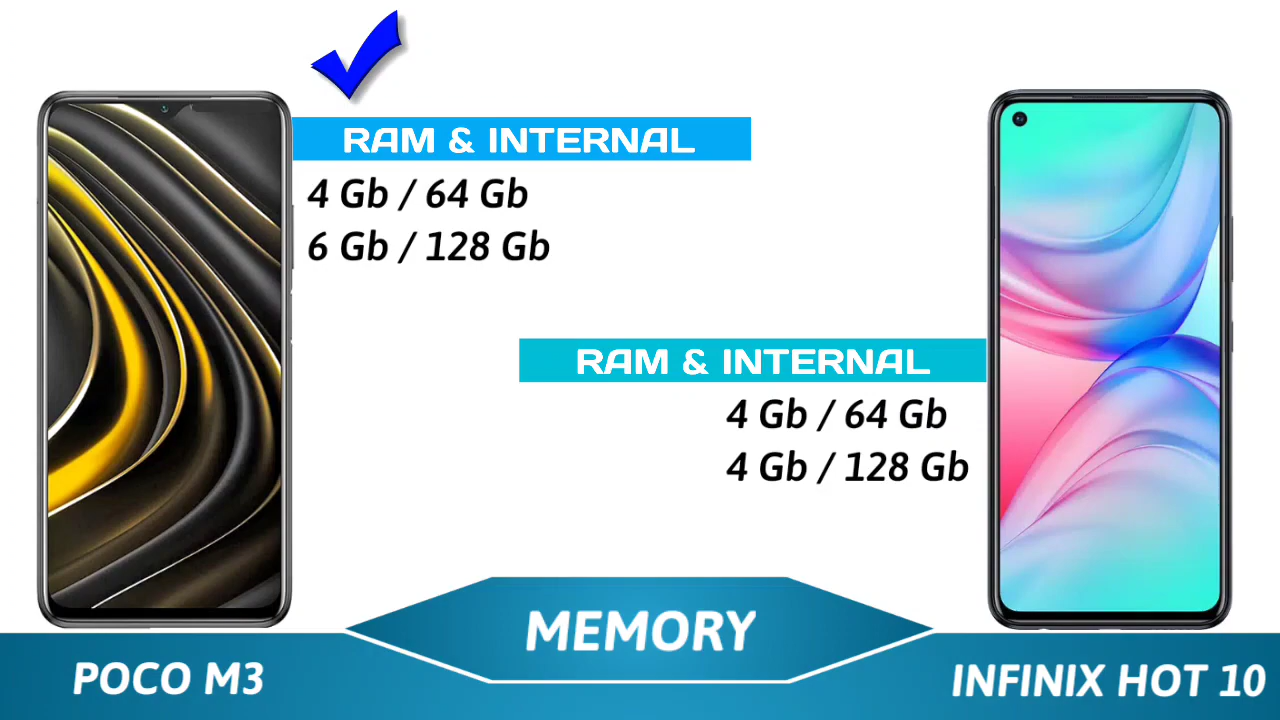 RAM & INTERNAL
4 Gb / 64 Gb
6 Gb / 128 Gb
RAM & INTERNAL
4 Gb / 64 Gb
4 Gb / 128 Gb
MEMORY
POCO M3
INFINIX HOT 10